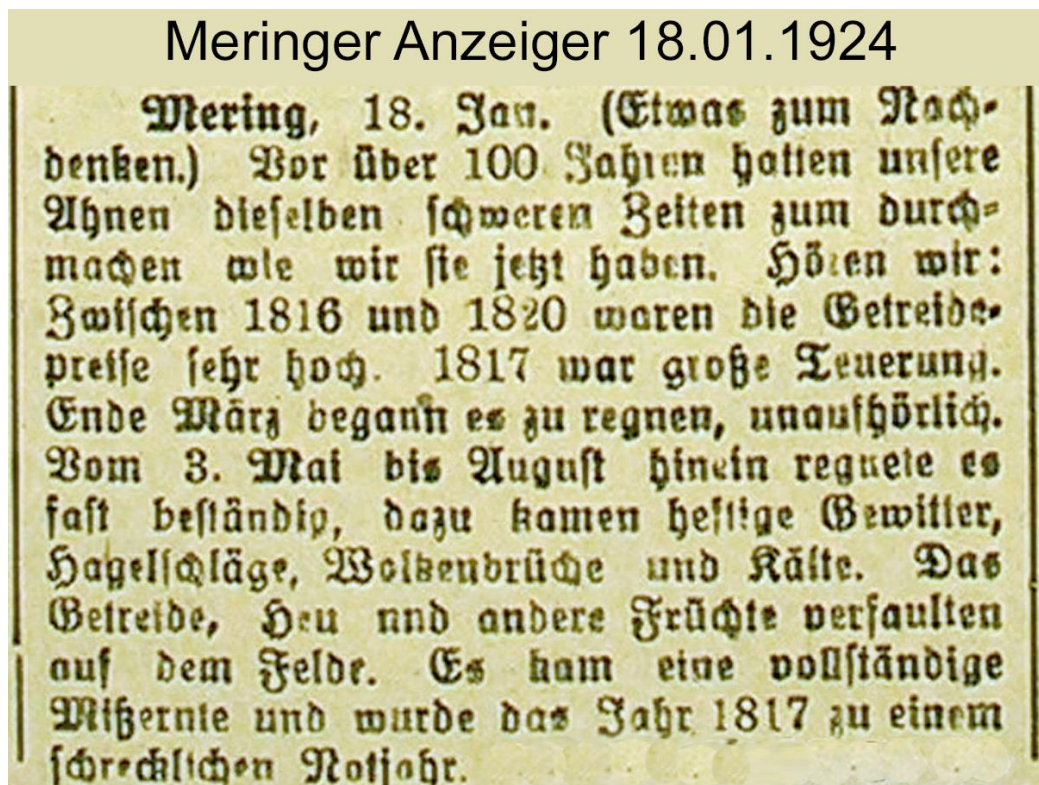 Meringer Anzeiger 18.01.1924
Mering, 18. Jan. (Etwas zum Nach-
denken.) Vor über 100 Jahren hatten unsere
Ahnen dieselben schweren Zeiten zum durch-
machen wie wir sie jetzt haben. Hören wir:
Zwischen 1816 und 1820 waren die Getreide-
preise sehr hoch. 1817 war große Teuerung.
Ende März begann es zu regnen, unaufhörlich.
Vom 3. Mai bis August hinein regnete es
fast beständig, dazu kamen heftige Gewitter,
Hagelschläge, Wolkenbrüche und Kälte. Das
Getreide, Heu nnd andere Früchte verfaulten
auf dem Felde. Es kam eine vollständige
Mißernte und wurde das Jahr 1817 zu einem
schrecklichen Notjahr.